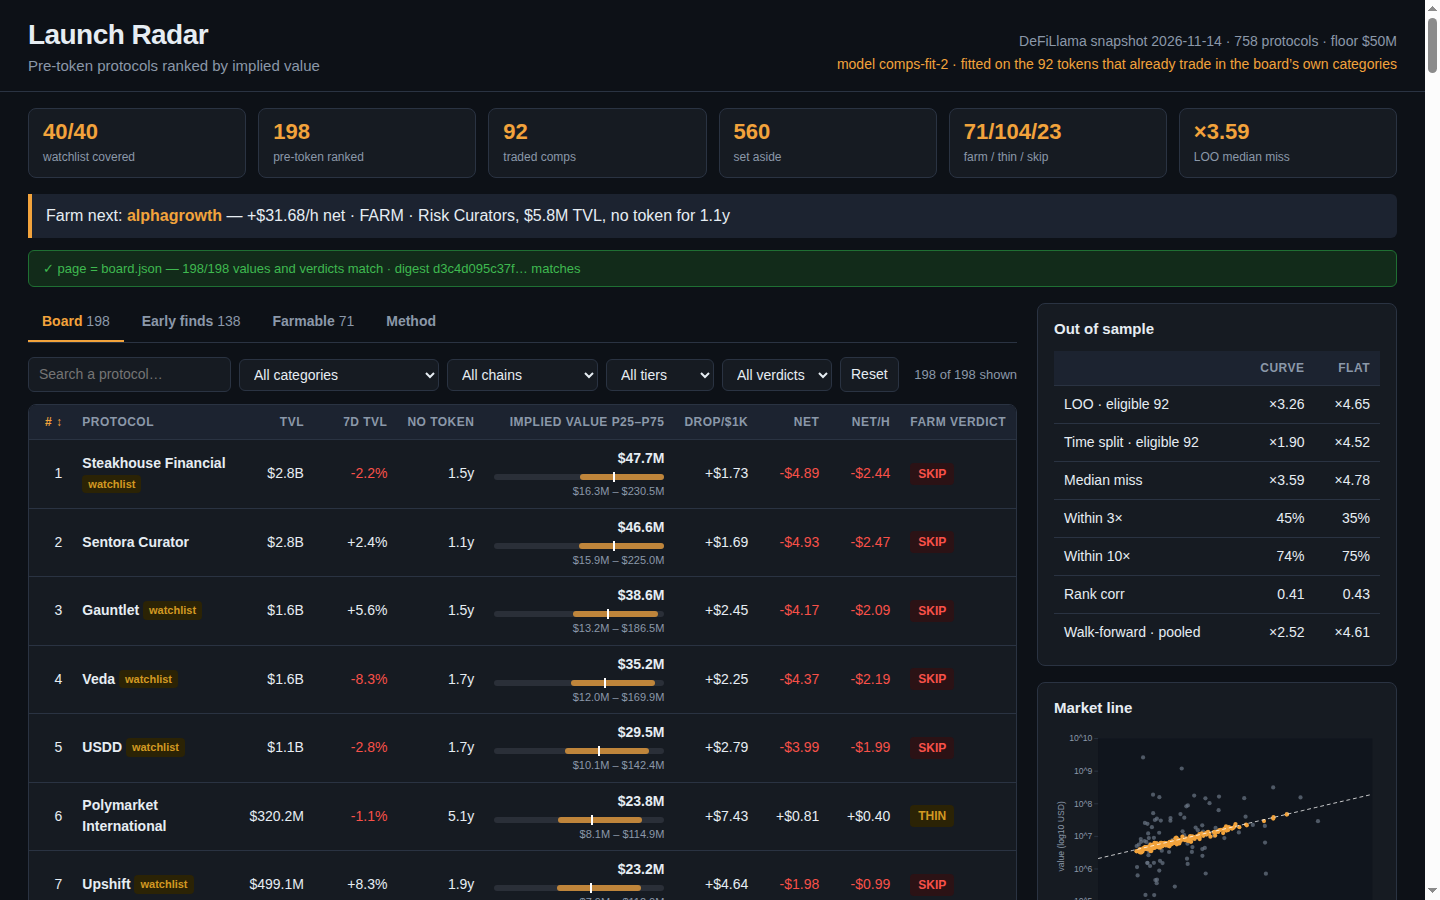 Launch Radar
Pre-token protocols ranked by implied value
DeFiLlama snapshot 2026-11-14 · 758 protocols · floor $50M
model comps-fit-2 · fitted on the 92 tokens that already trade in the board's own categories
40/40
watchlist covered
198
pre-token ranked
92
traded comps
560
set aside
71/104/23
farm / thin / skip
×3.59
LOO median miss
Farm next: alphagrowth — +$31.68/h net · FARM · Risk Curators, $5.8M TVL, no token for 1.1y
✓ page = board.json — 198/198 values and verdicts match · digest d3c4d095c37f… matches
Board 198 Early finds 138 Farmable 71 Method
Search a protocol… All categories All chains All tiers All verdicts Reset 198 of 198 shown
# ↕ PROTOCOL TVL 7D TVL NO TOKEN IMPLIED VALUE P25–P75 DROP/$1K NET NET/H FARM VERDICT
1 Steakhouse Financial watchlist $2.8B -2.2% 1.5y $47.7M $16.3M – $230.5M +$1.73 -$4.89 -$2.44 SKIP
2 Sentora Curator $2.8B +2.4% 1.1y $46.6M $15.9M – $225.0M +$1.69 -$4.93 -$2.47 SKIP
3 Gauntlet watchlist $1.6B +5.6% 1.5y $38.6M $13.2M – $186.5M +$2.45 -$4.17 -$2.09 SKIP
4 Veda watchlist $1.6B -8.3% 1.7y $35.2M $12.0M – $169.9M +$2.25 -$4.37 -$2.19 SKIP
5 USDD watchlist $1.1B -2.8% 1.7y $29.5M $10.1M – $142.4M +$2.79 -$3.99 -$1.99 SKIP
6 Polymarket International $320.2M -1.1% 5.1y $23.8M $8.1M – $114.9M +$7.43 +$0.81 +$0.40 THIN
7 Upshift watchlist $499.1M +8.3% 1.9y $23.2M +$4.64 -$1.98 -$0.99 SKIP
Out of sample
CURVE FLAT
LOO · eligible 92 ×3.26 ×4.65
Time split · eligible 92 ×1.90 ×4.52
Median miss ×3.59 ×4.78
Within 3× 45% 35%
Within 10× 74% 75%
Rank corr 0.41 0.43
Walk-forward · pooled ×2.52 ×4.61
Market line
value (log10 USD)
10^10
10^9
10^8
10^7
10^6